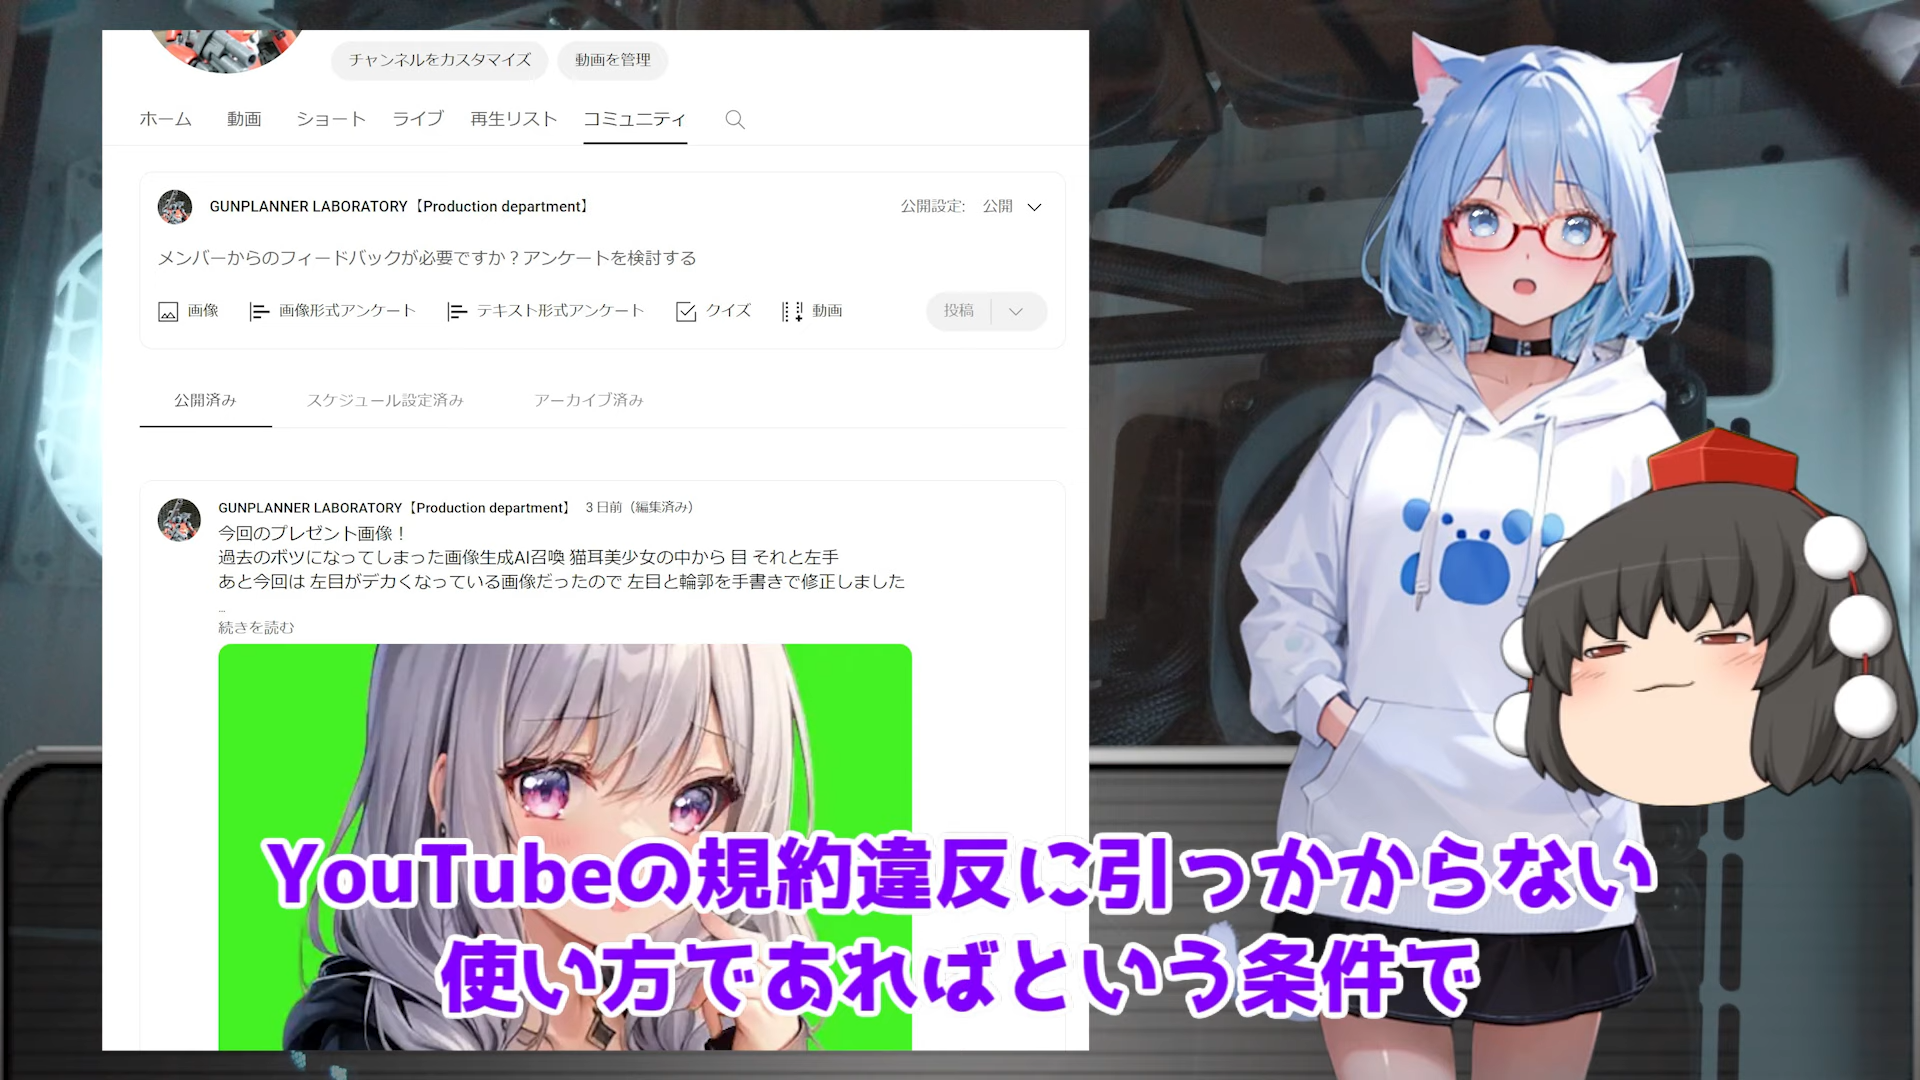 チャンネルをカスタマイズ 動画を管理
ホーム 動画 ショート ライブ 再生リスト コミュニティ
GUNPLANNER LABORATORY【Production department】 公開設定: 公開
メンバーからのフィードバックが必要ですか？アンケートを検討する
画像 画像形式アンケート テキスト形式アンケート クイズ 動画 投稿
公開済み スケジュール設定済み アーカイブ済み
GUNPLANNER LABORATORY【Production department】 3 日前（編集済み）
今回のプレゼント画像！
過去のボツになってしまった画像生成AI召喚 猫耳美少女の中から 目 それと左手
あと今回は 左目がデカくなっている画像だったので 左目と輪郭を手書きで修正しました
...
続きを読む
YouTubeの規約違反に引っかからない
使い方であればという条件で